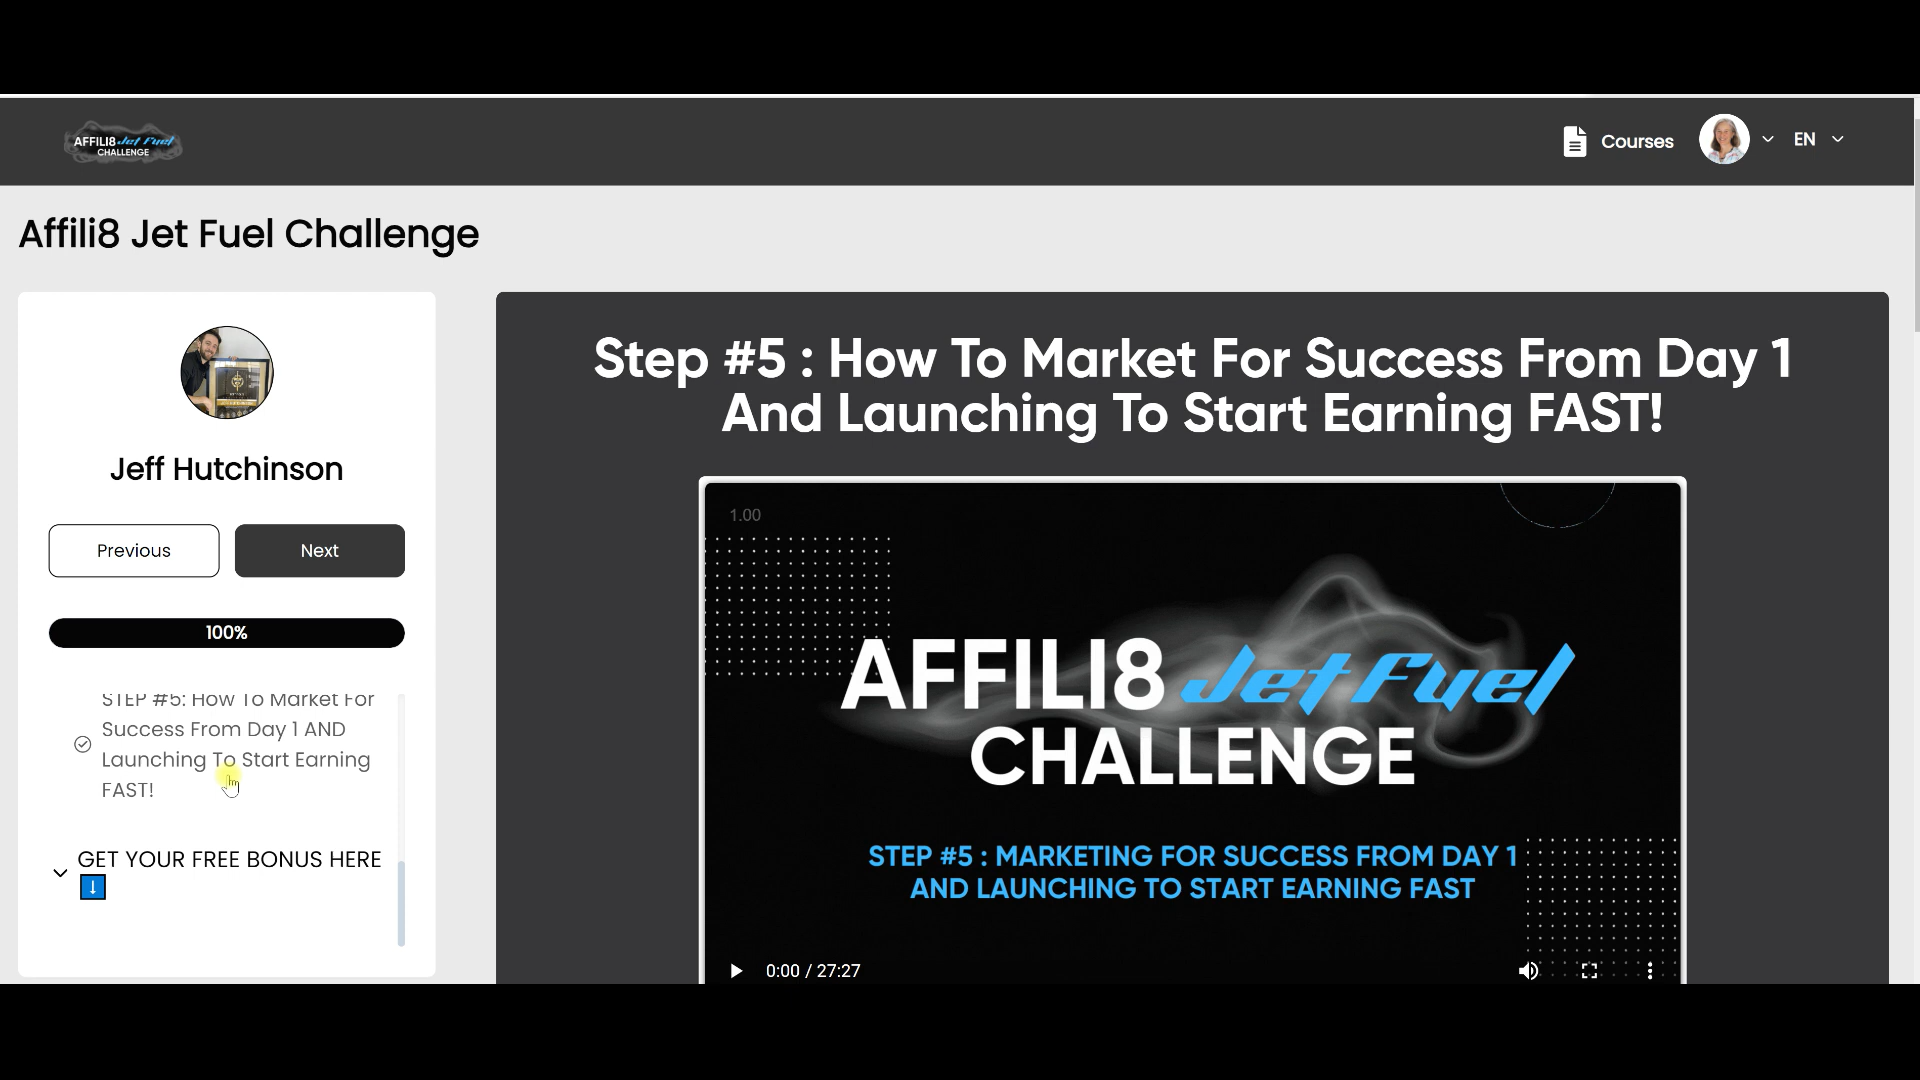 AFFILI8 Jet Fuel
CHALLENGE
Courses
EN
Affili8 Jet Fuel Challenge
Jeff Hutchinson
Previous
Next
100%
STEP #5: How To Market For
Success From Day 1 AND
Launching To Start Earning
FAST!
GET YOUR FREE BONUS HERE
Step #5 : How To Market For Success From Day 1
And Launching To Start Earning FAST!
1.00
AFFILI8 Jet Fuel
CHALLENGE
STEP #5 : MARKETING FOR SUCCESS FROM DAY 1
AND LAUNCHING TO START EARNING FAST
0:00 / 27:27